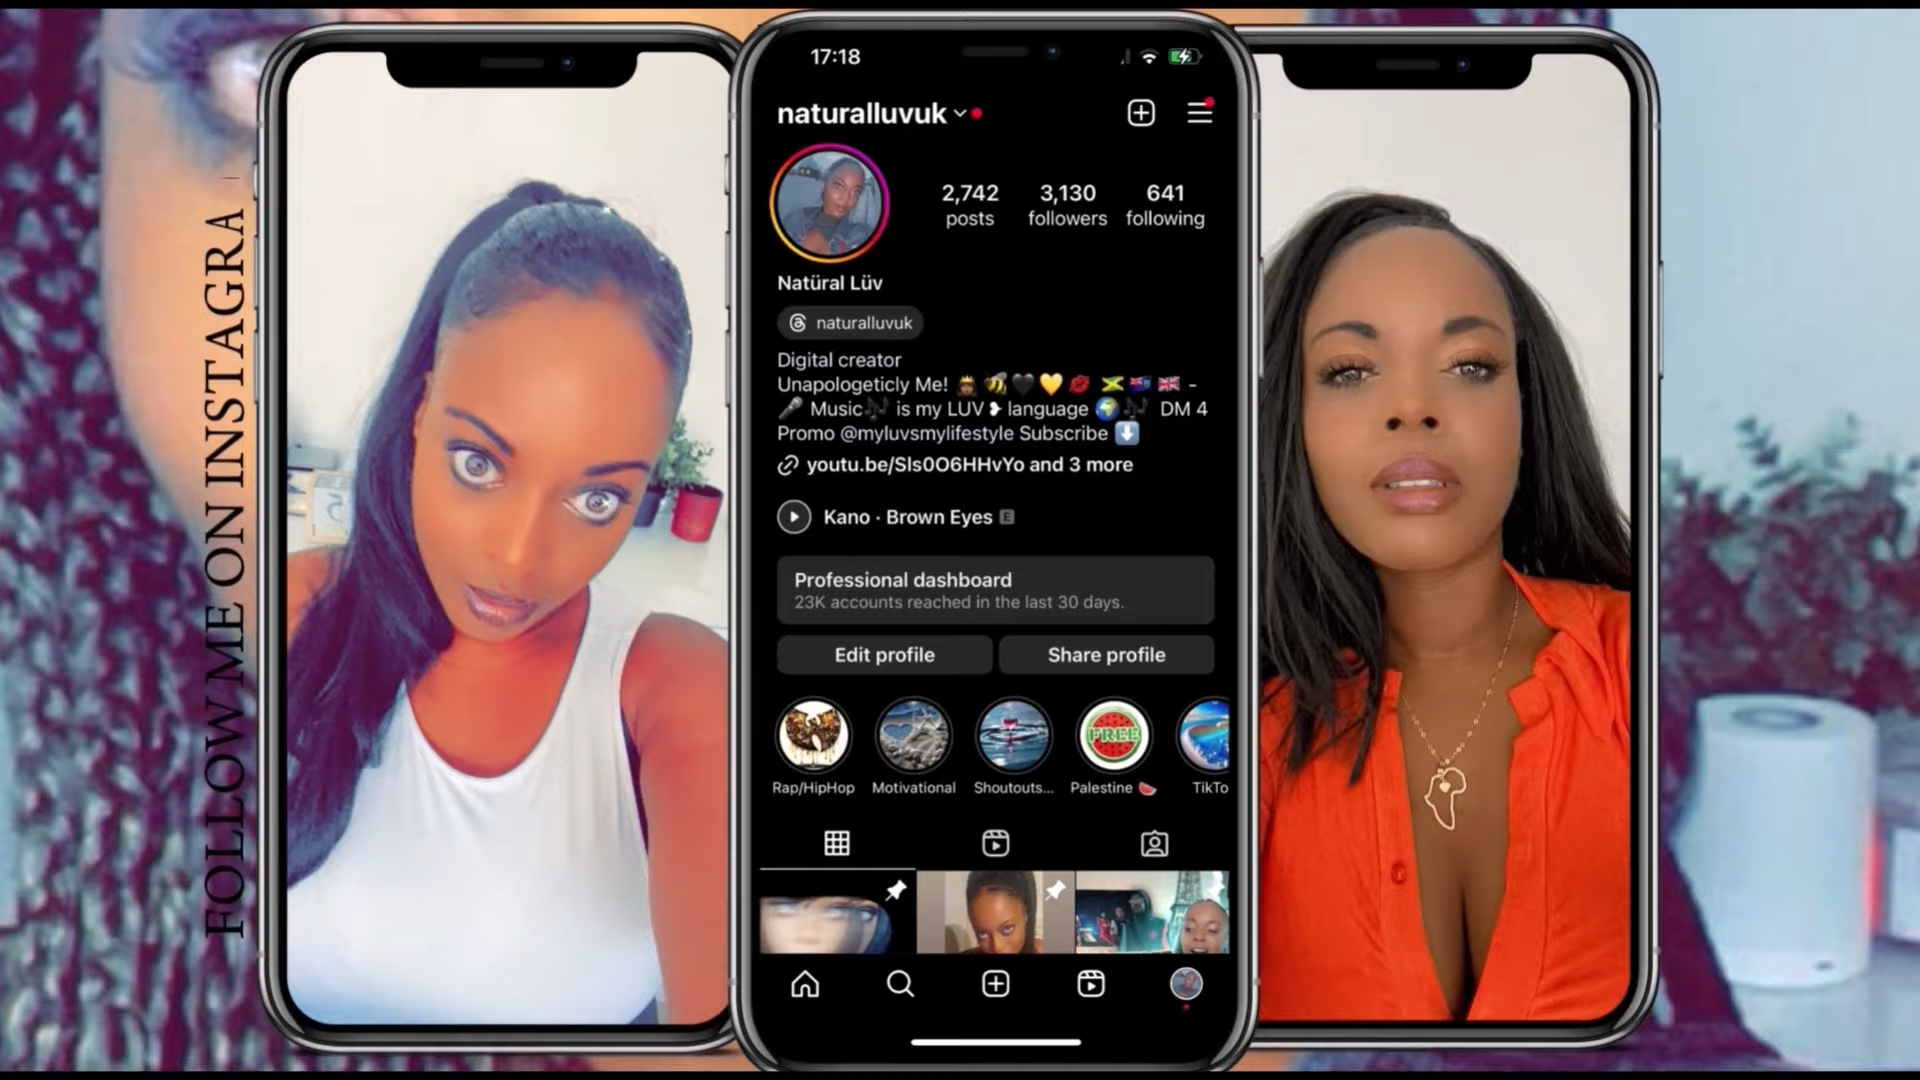 FOLLOW ME ON INSTAGRA
17:18
naturalluvuk
2,742 3,130 641
posts followers following
Natüral Lüv
naturalluvuk
Digital creator
Unapologeticly Me! 👸🏾🐝🖤💛🌹 🇯🇲🇲🇸🇬🇧 -
🎤 Music🎶 is my LUV ❥ language 🌍🎶 DM 4
Promo @myluvsmylifestyle Subscribe ⬇️
youtu.be/Sls0O6HHvYo and 3 more
Kano · Brown Eyes E
Professional dashboard
23K accounts reached in the last 30 days.
Edit profile Share profile
FREE
Rap/HipHop Motivational Shoutouts... Palestine 🍉 TikTo